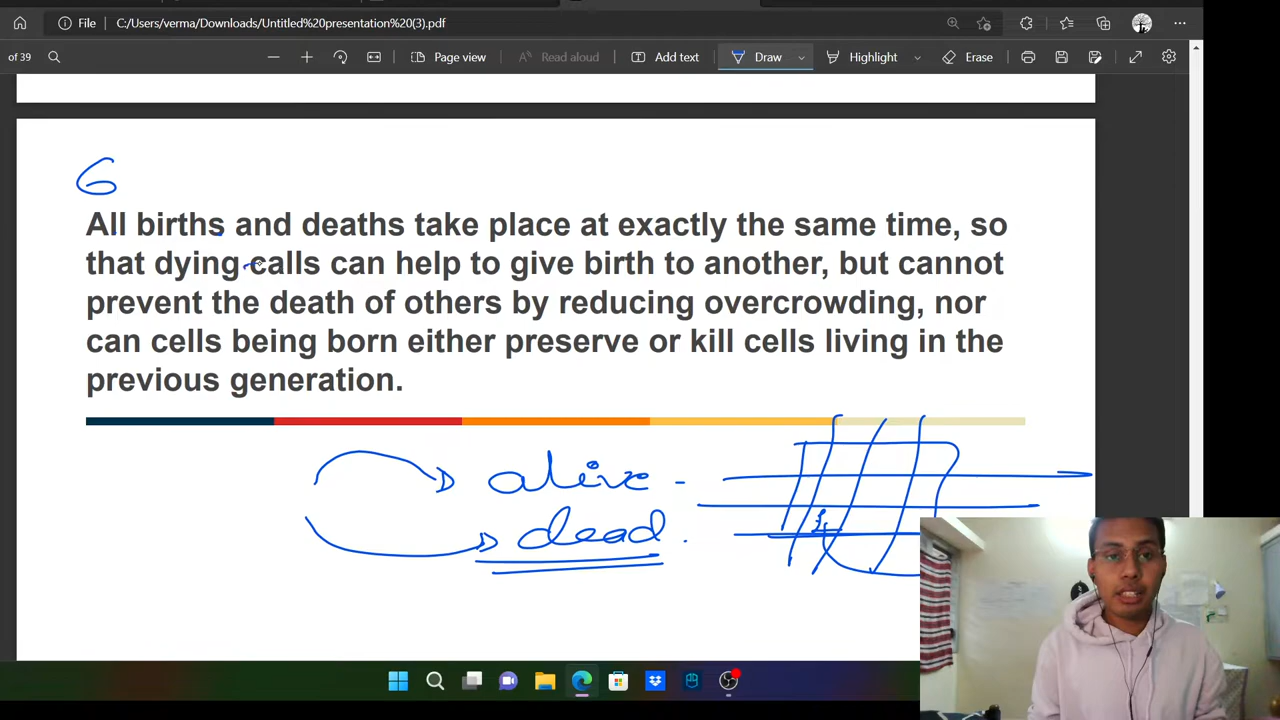 File C:/Users/verma/Downloads/Untitled%20presentation%20(3).pdf
of 39 Page view Read aloud Add text Draw Highlight Erase
6
All births and deaths take place at exactly the same time, so
that dying calls can help to give birth to another, but cannot
prevent the death of others by reducing overcrowding, nor
can cells being born either preserve or kill cells living in the
previous generation.
alive -
dead .